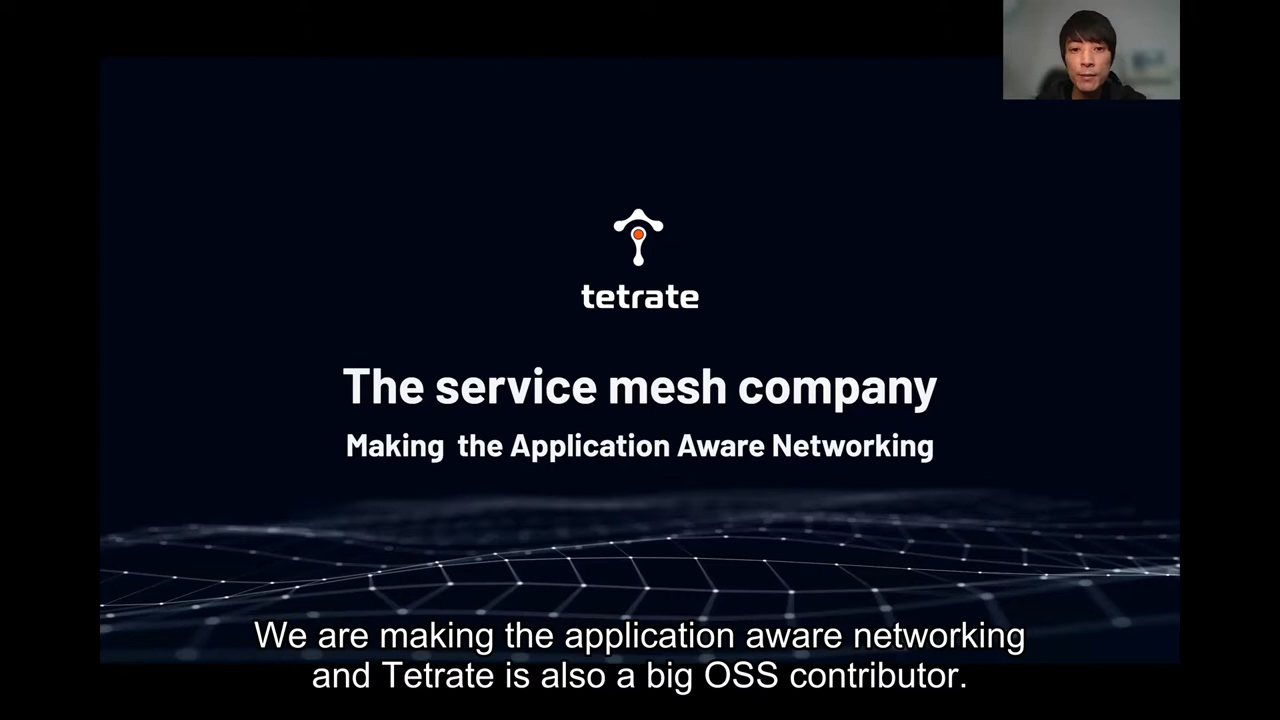 tetrate
The service mesh company
Making the Application Aware Networking
We are making the application aware networking
and Tetrate is also a big OSS contributor.